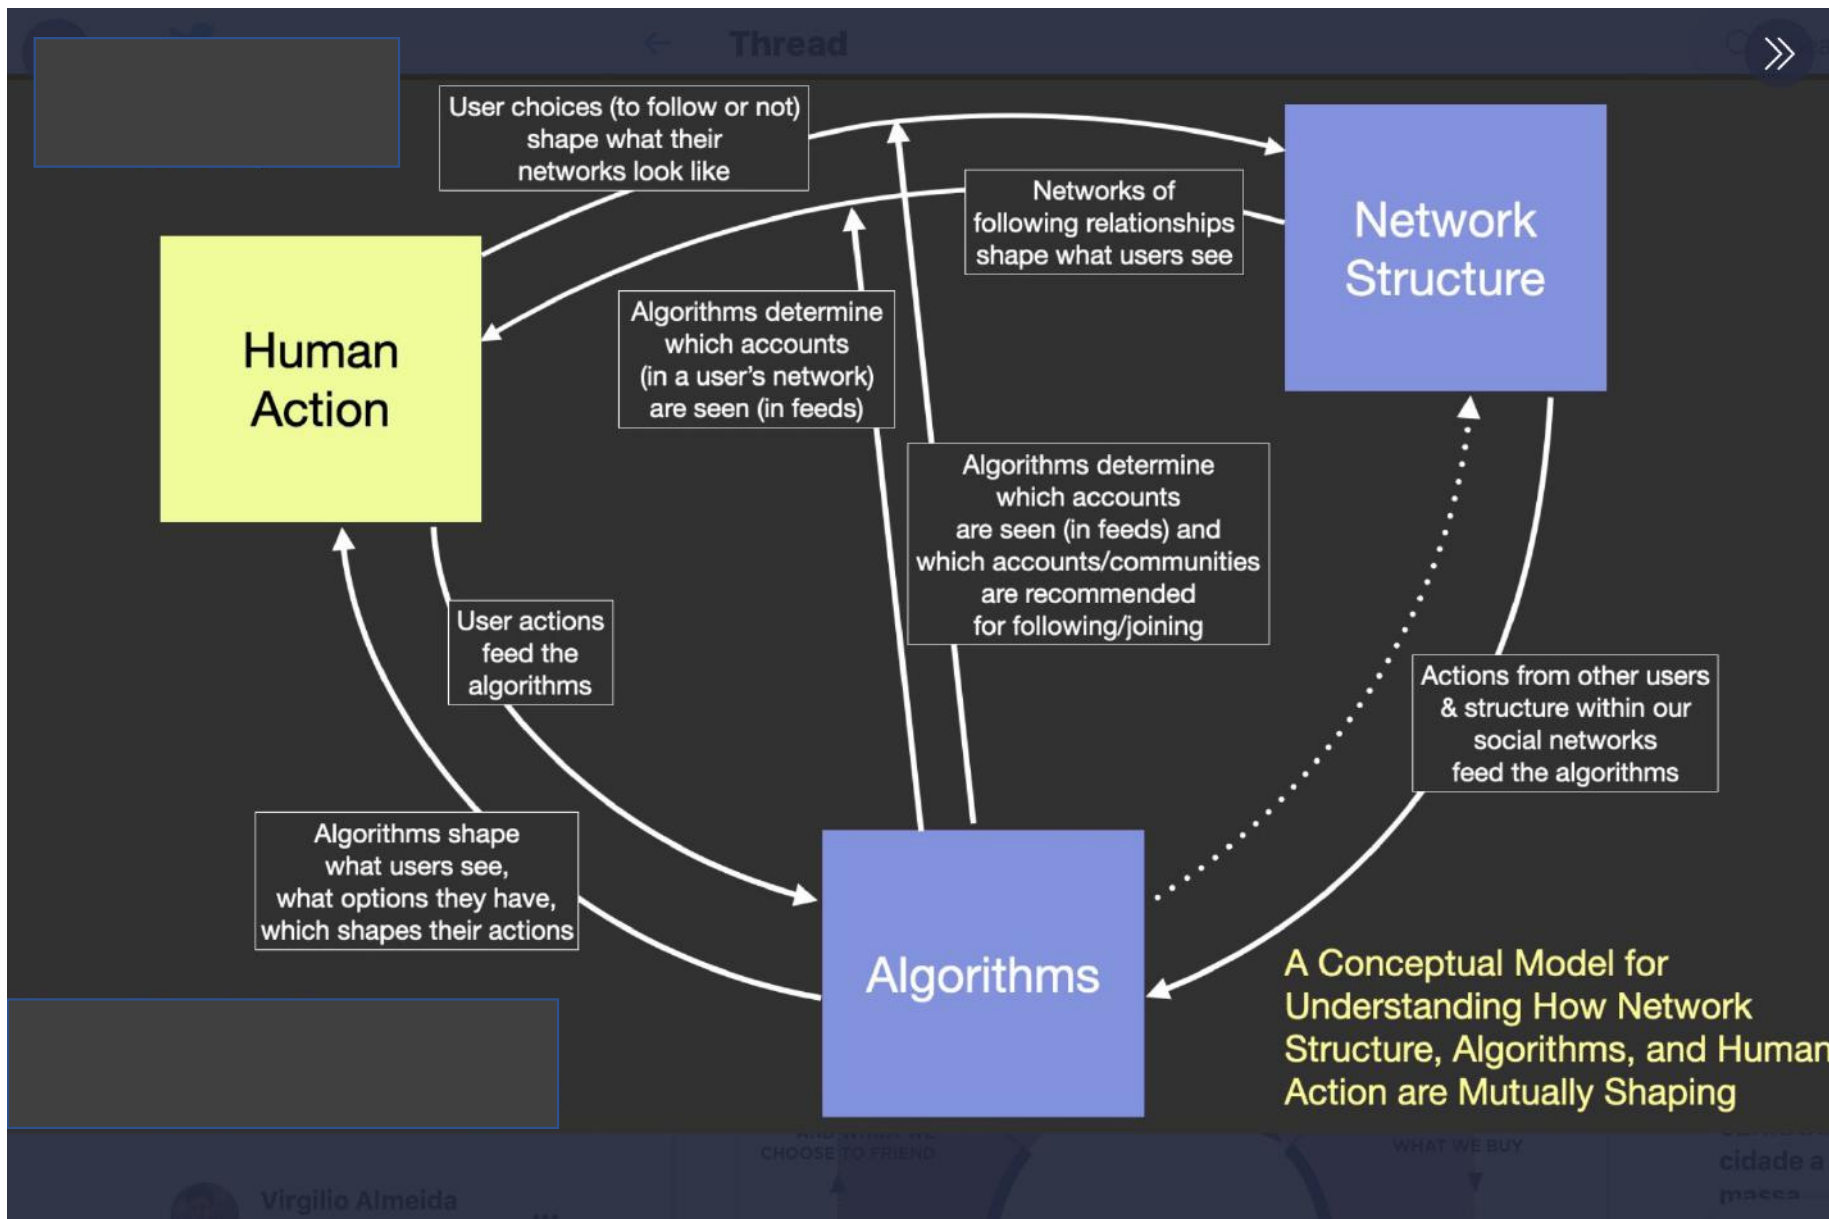 Thread
User choices (to follow or not)
shape what their
networks look like
Networks of
following relationships
shape what users see
Network
Structure
Human
Action
Algorithms determine
which accounts
(in a user's network)
are seen (in feeds)
Algorithms determine
which accounts
are seen (in feeds) and
which accounts/communities
are recommended
for following/joining
User actions
feed the
algorithms
Actions from other users
& structure within our
social networks
feed the algorithms
Algorithms shape
what users see,
what options they have,
which shapes their actions
Algorithms
A Conceptual Model for
Understanding How Network
Structure, Algorithms, and Human
Action are Mutually Shaping
CHOOSE TO FRIEND
WHAT WE BUY
cidade a
massa
Virgilio Almeida